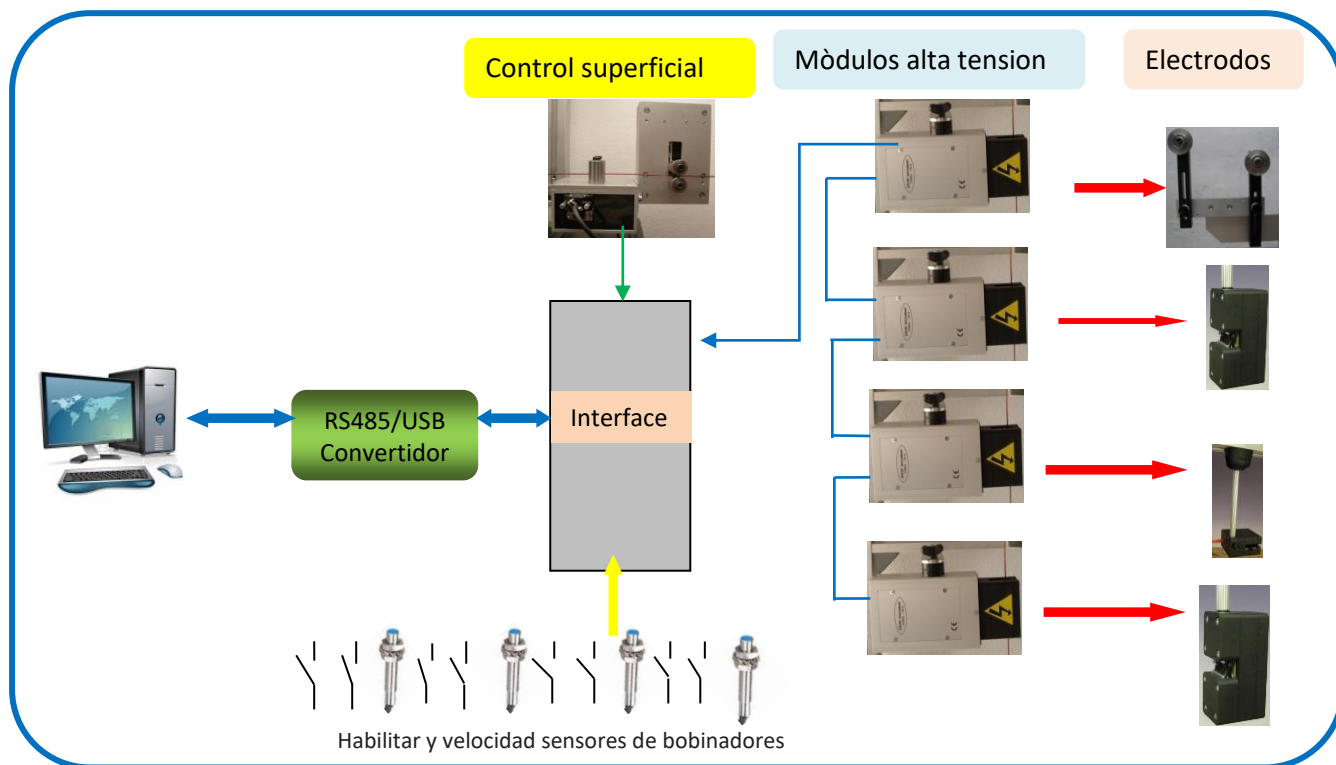 Control superficial
Mòdulos alta tension
Electrodos
RS485/USB
Convertidor
Interface
Habilitar y velocidad sensores de bobinadores